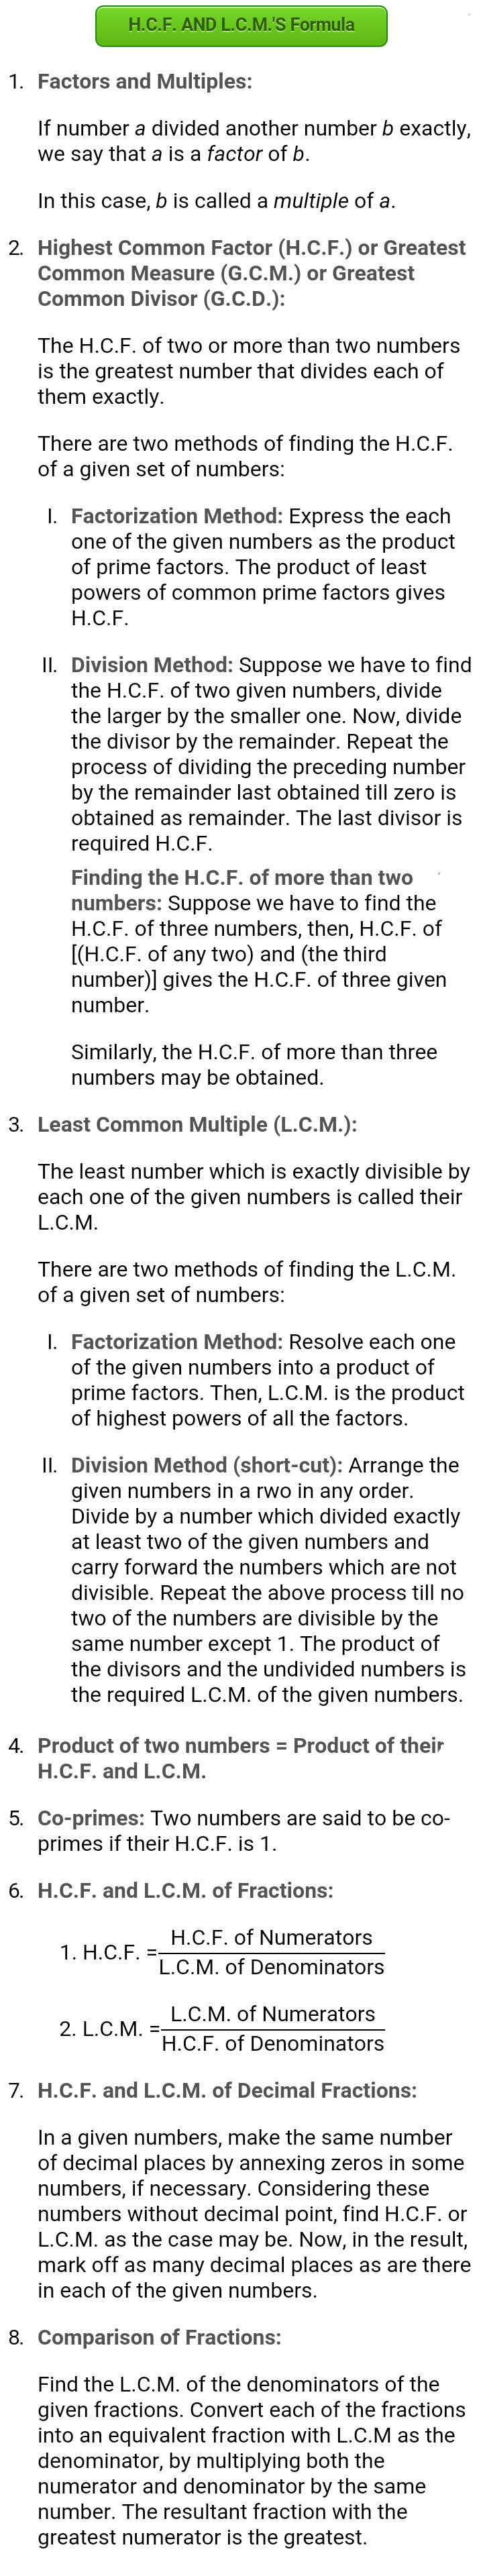 H.C.F. AND L.C.M.'S Formula
1. Factors and Multiples:
If number a divided another number b exactly,
we say that a is a factor of b.
In this case, b is called a multiple of a.
2. Highest Common Factor (H.C.F.) or Greatest
Common Measure (G.C.M.) or Greatest
Common Divisor (G.C.D.):
The H.C.F. of two or more than two numbers
is the greatest number that divides each of
them exactly.
There are two methods of finding the H.C.F.
of a given set of numbers:
I. Factorization Method: Express the each
one of the given numbers as the product
of prime factors. The product of least
powers of common prime factors gives
H.C.F.
II. Division Method: Suppose we have to find
the H.C.F. of two given numbers, divide
the larger by the smaller one. Now, divide
the divisor by the remainder. Repeat the
process of dividing the preceding number
by the remainder last obtained till zero is
obtained as remainder. The last divisor is
required H.C.F.
Finding the H.C.F. of more than two
numbers: Suppose we have to find the
H.C.F. of three numbers, then, H.C.F. of
[(H.C.F. of any two) and (the third
number)] gives the H.C.F. of three given
number.
Similarly, the H.C.F. of more than three
numbers may be obtained.
3. Least Common Multiple (L.C.M.):
The least number which is exactly divisible by
each one of the given numbers is called their
L.C.M.
There are two methods of finding the L.C.M.
of a given set of numbers:
I. Factorization Method: Resolve each one
of the given numbers into a product of
prime factors. Then, L.C.M. is the product
of highest powers of all the factors.
II. Division Method (short-cut): Arrange the
given numbers in a rwo in any order.
Divide by a number which divided exactly
at least two of the given numbers and
carry forward the numbers which are not
divisible. Repeat the above process till no
two of the numbers are divisible by the
same number except 1. The product of
the divisors and the undivided numbers is
the required L.C.M. of the given numbers.
4. Product of two numbers = Product of their
H.C.F. and L.C.M.
5. Co-primes: Two numbers are said to be co-
primes if their H.C.F. is 1.
6. H.C.F. and L.C.M. of Fractions:
H.C.F. of Numerators
1. H.C.F. =
L.C.M. of Denominators
L.C.M. of Numerators
2. L.C.M. =
H.C.F. of Denominators
7. H.C.F. and L.C.M. of Decimal Fractions:
In a given numbers, make the same number
of decimal places by annexing zeros in some
numbers, if necessary. Considering these
numbers without decimal point, find H.C.F. or
L.C.M. as the case may be. Now, in the result,
mark off as many decimal places as are there
in each of the given numbers.
8. Comparison of Fractions:
Find the L.C.M. of the denominators of the
given fractions. Convert each of the fractions
into an equivalent fraction with L.C.M as the
denominator, by multiplying both the
numerator and denominator by the same
number. The resultant fraction with the
greatest numerator is the greatest.